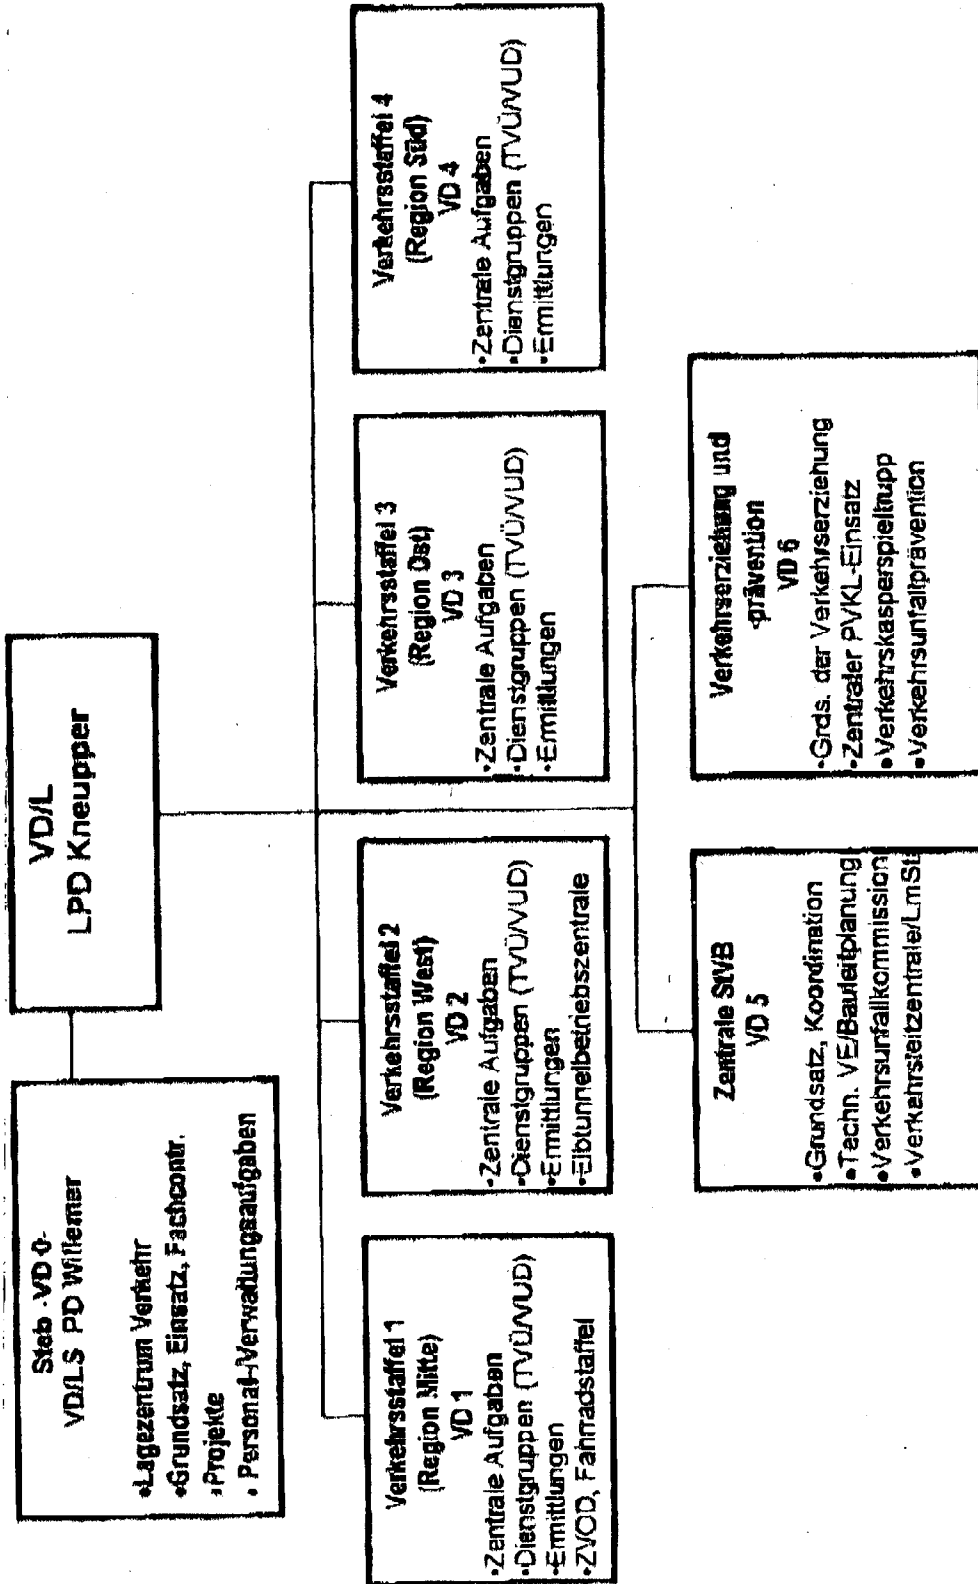 VD/L
LPD Kneupper
Stab -VD 0-
VD/LS PD Willemer
•Lagezentrum Verkehr
•Grundsatz, Einsatz, Fachcontr.
•Projekte
• Personal-/Verwaltungsaufgaben
Verkehrsstaffel 1
(Region Mitte)
VD 1
•Zentrale Aufgaben
•Dienstgruppen (TVÜ/VUD)
•Ermittlungen
•ZVOD, Fahrradstaffel
Verkehrsstaffel 2
(Region West)
VD 2
•Zentrale Aufgaben
•Dienstgruppen (TVÜ/VUD)
•Ermittlungen
•Elbtunnelbetriebszentrale
Verkehrsstaffel 3
(Region Ost)
VD 3
•Zentrale Aufgaben
•Dienstgruppen (TVÜ/VUD)
•Ermittlungen
Verkehrsstaffel 4
(Region Süd)
VD 4
•Zentrale Aufgaben
•Dienstgruppen (TVÜ/VUD)
•Ermittlungen
Zentrale StVB
VD 5
•Grundsatz, Koordination
•Techn. VE/Bauleitplanung
•Verkehrsunfallkommission
•Verkehrsleitzentrale/LmSt
Verkehrserziehung und
-prävention
VD 6
•Grds. der Verkehrserziehung
•Zentraler PVKL-Einsatz
•Verkehrskasperspieltrupp
•Verkehrsunfallprävention